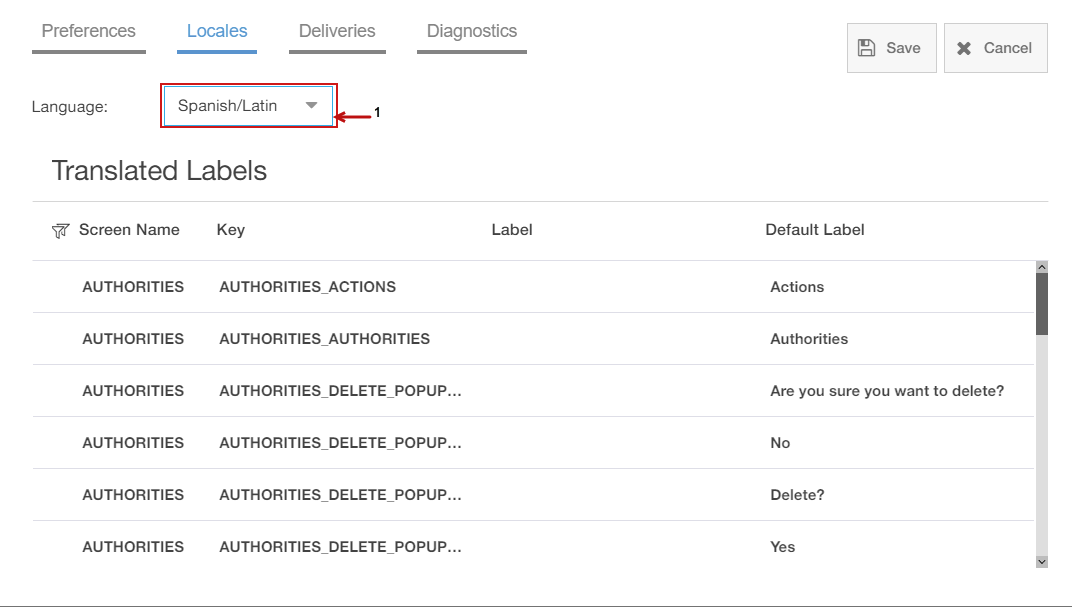 Preferences Locales Deliveries Diagnostics
Save Cancel
Language: Spanish/Latin 1
Translated Labels
Screen Name Key Label Default Label
AUTHORITIES AUTHORITIES_ACTIONS Actions
AUTHORITIES AUTHORITIES_AUTHORITIES Authorities
AUTHORITIES AUTHORITIES_DELETE_POPUP... Are you sure you want to delete?
AUTHORITIES AUTHORITIES_DELETE_POPUP... No
AUTHORITIES AUTHORITIES_DELETE_POPUP... Delete?
AUTHORITIES AUTHORITIES_DELETE_POPUP... Yes